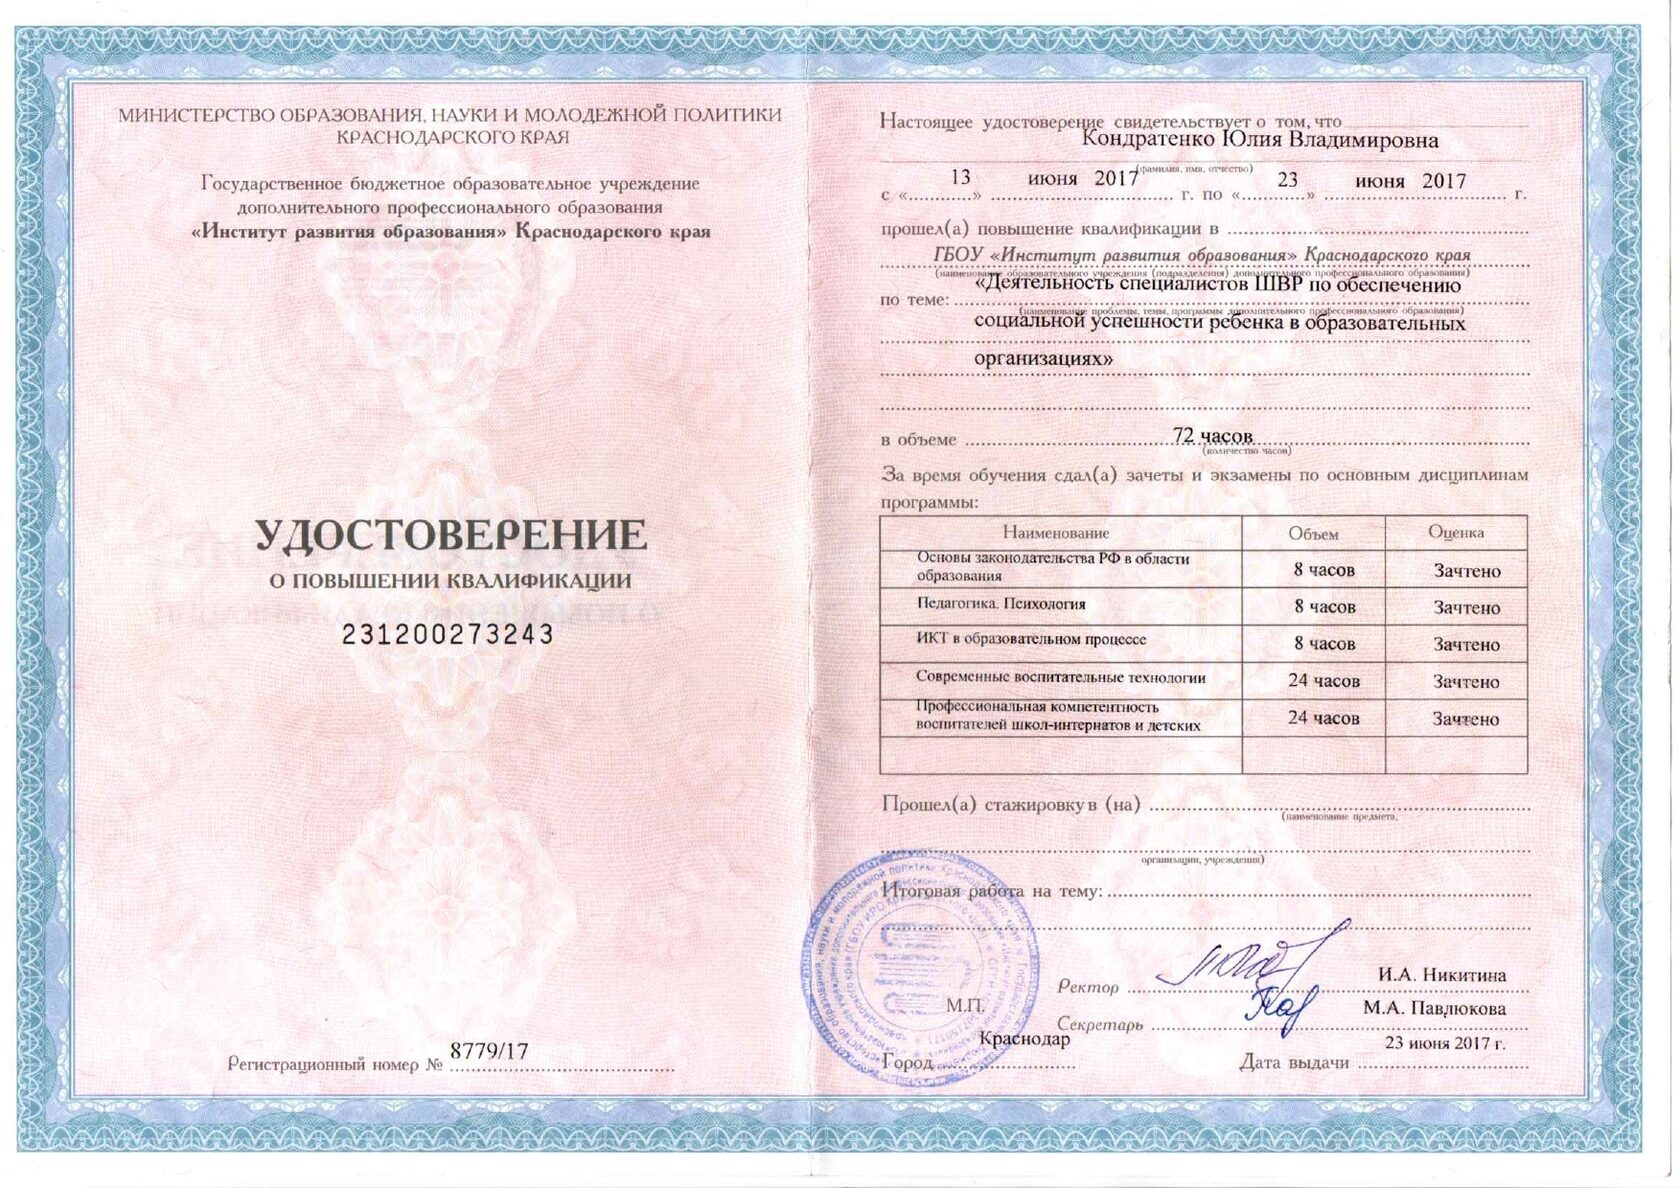 МИНИСТЕРСТВО ОБРАЗОВАНИЯ, НАУКИ И МОЛОДЕЖНОЙ ПОЛИТИКИ
КРАСНОДАРСКОГО КРАЯ
Государственное бюджетное образовательное учреждение
дополнительного профессионального образования
«Институт развития образования» Краснодарского края
УДОСТОВЕРЕНИЕ
О ПОВЫШЕНИИ КВАЛИФИКАЦИИ
231200273243
Регистрационный номер № 8779/17
Настоящее удостоверение свидетельствует о том, что
Кондратенко Юлия Владимировна
(фамилия, имя, отчество)
с «13» июня 2017 г. по «23» июня 2017 г.
прошел(а) повышение квалификации в
ГБОУ «Институт развития образования» Краснодарского края
(наименование образовательного учреждения (подразделения) дополнительного профессионального образования)
по теме: «Деятельность специалистов ШВР по обеспечению
(наименование проблемы, темы, программы дополнительного профессионального образования)
социальной успешности ребенка в образовательных
организациях»
в объеме 72 часов
(количество часов)
За время обучения сдал(а) зачеты и экзамены по основным дисциплинам
программы:
Наименование Объем Оценка
Основы законодательства РФ в области
образования 8 часов Зачтено
Педагогика. Психология 8 часов Зачтено
ИКТ в образовательном процессе 8 часов Зачтено
Современные воспитательные технологии 24 часов Зачтено
Профессиональная компетентность
воспитателей школ-интернатов и детских 24 часов Зачтено
Прошел(а) стажировку в (на)
(наименование предмета,
организации, учреждения)
Итоговая работа на тему:
Ректор И.А. Никитина
М.П.
Секретарь М.А. Павлюкова
Город Краснодар Дата выдачи 23 июня 2017 г.